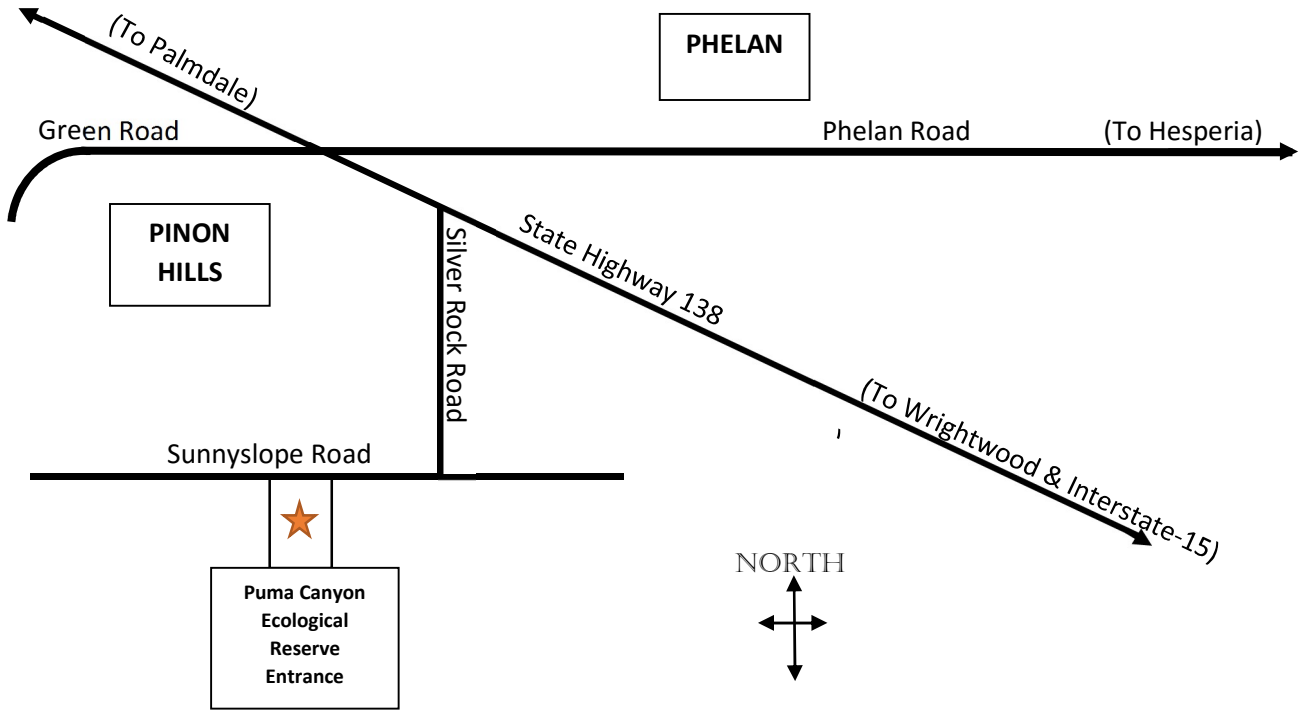 (To Palmdale)
PHELAN
Green Road
Phelan Road
(To Hesperia)
PINON
HILLS
Silver Rock Road
State Highway 138
(To Wrightwood & Interstate-15)
Sunnyslope Road
Puma Canyon
Ecological
Reserve
Entrance
NORTH